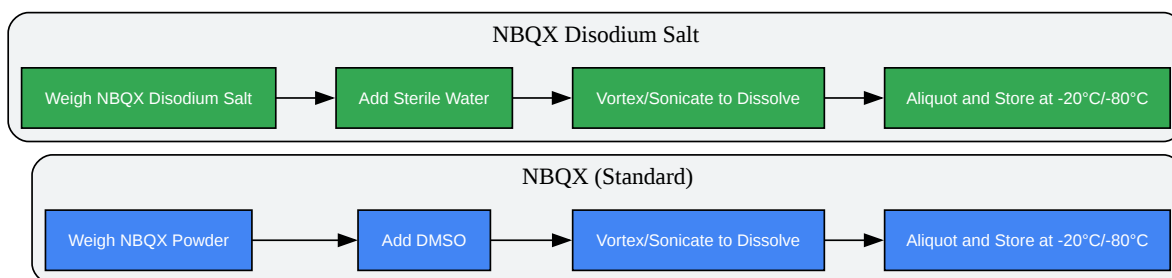 NBQX Disodium Salt
Weigh NBQX Disodium Salt
Add Sterile Water
Vortex/Sonicate to Dissolve
Aliquot and Store at -20°C/-80°C
NBQX (Standard)
Weigh NBQX Powder
Add DMSO
Vortex/Sonicate to Dissolve
Aliquot and Store at -20°C/-80°C